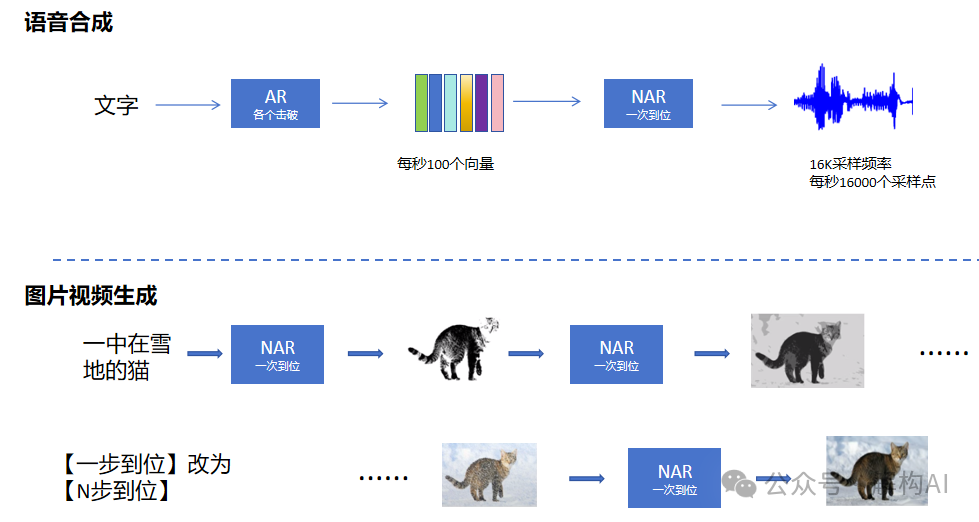 语音合成
文字
AR
各个击破
NAR
一次到位
每秒100个向量
16K采样频率
每秒16000个采样点
图片视频生成
一中在雪
地的猫
NAR
一次到位
NAR
一次到位
······
【一步到位】改为
【N步到位】
······
NAR
一次到位
公众号
构AI